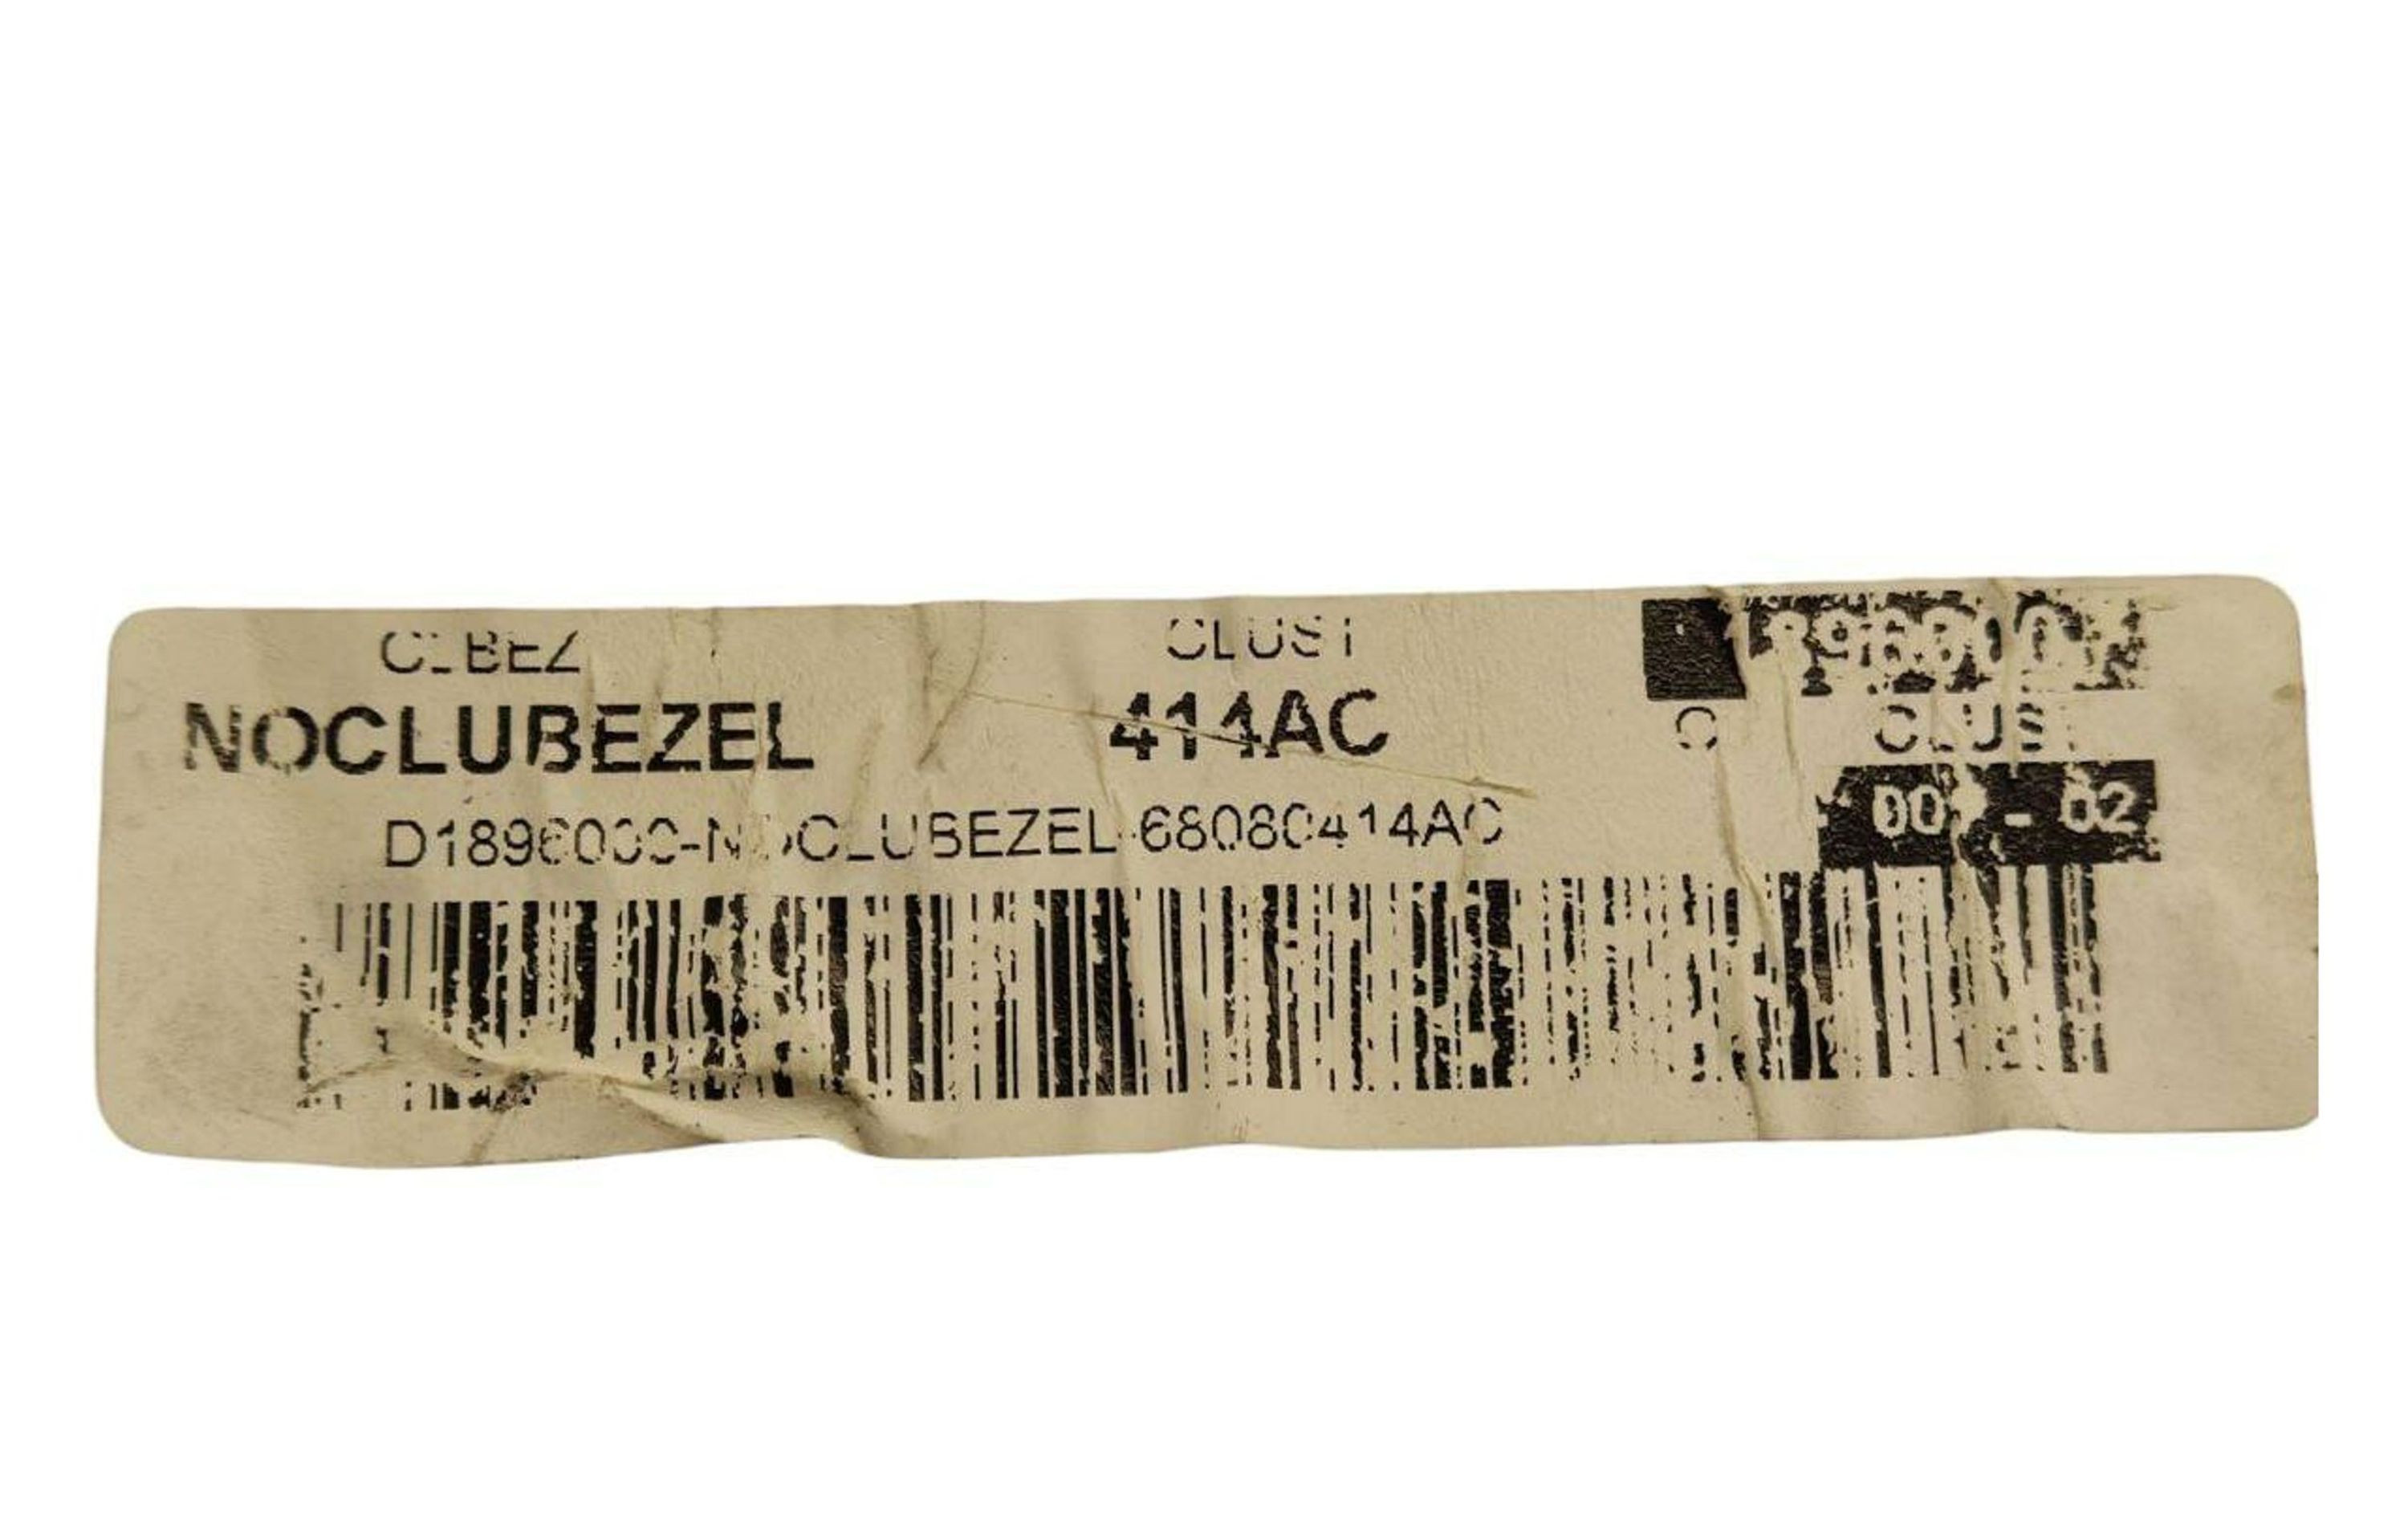 CLBEZ CLUST
NOCLUBEZEL 414AC C CLUST
D1896000-NOCLUBEZEL-68080414AC